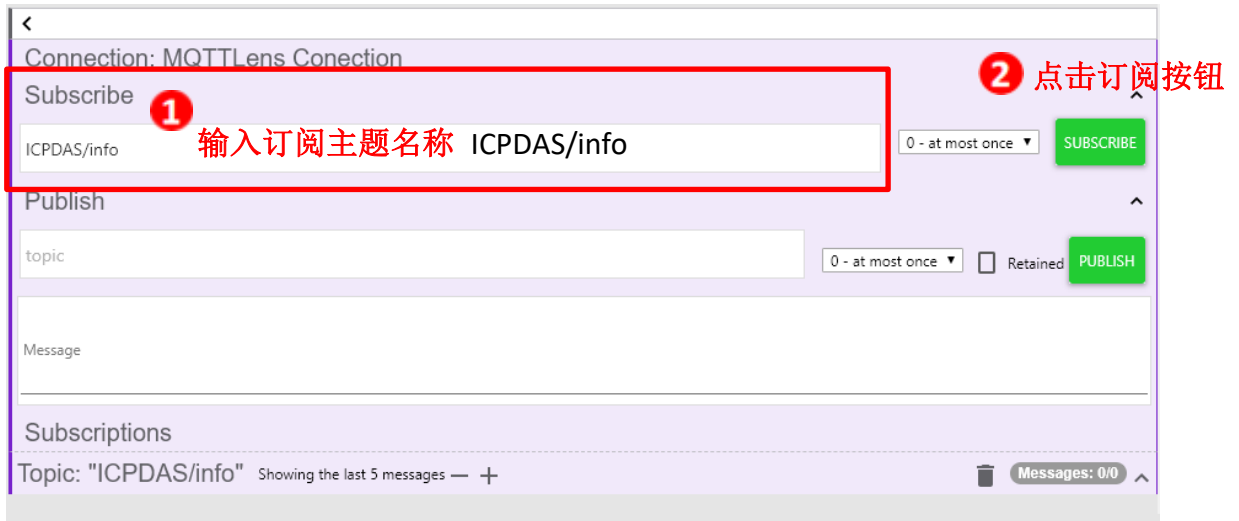 Connection: MQTTLens Conection
2 点击订阅按钮
Subscribe
1
输入订阅主题名称 ICPDAS/info
ICPDAS/info
0 - at most once
SUBSCRIBE
Publish
topic
0 - at most once
Retained
PUBLISH
Message
Subscriptions
Topic: "ICPDAS/info" Showing the last 5 messages — +
Messages: 0/0